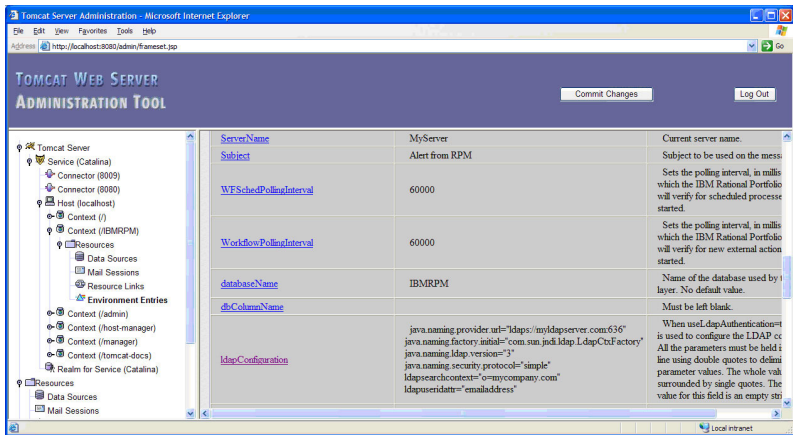 Tomcat Server Administration - Microsoft Internet Explorer
File Edit View Favorites Tools Help
Address http://localhost:8080/admin/frameset.jsp Go
TOMCAT WEB SERVER
ADMINISTRATION TOOL
Commit Changes Log Out
Tomcat Server
Service (Catalina)
Connector (8009)
Connector (8080)
Host (localhost)
Context (/)
Context (/IBMRPM)
Resources
Data Sources
Mail Sessions
Resource Links
Environment Entries
Context (/admin)
Context (/host-manager)
Context (/manager)
Context (/tomcat-docs)
Realm for Service (Catalina)
Resources
Data Sources
Mail Sessions
ServerName MyServer Current server name.
Subject Alert from RPM Subject to be used on the mess
WFSchedPollingInterval 60000 Sets the polling interval, in millis
which the IBM Rational Portfolio
will verify for scheduled processe
started.
WorkflowPollingInterval 60000 Sets the polling interval, in millis
which the IBM Rational Portfolio
will verify for new external action
started.
databaseName IBMRPM Name of the database used by
layer. No default value.
dbColumnName Must be left blank.
ldapConfiguration
java.naming.provider.url="ldaps://myldapserver.com:636"
java.naming.factory.initial="com.sun.jndi.ldap.LdapCtxFactory"
java.naming.ldap.version="3"
java.naming.security.protocol="simple"
ldapsearchcontext="o=mycompany.com"
ldapuseridattr="emailaddress"
When useLdapAuthentication=t
is used to configure the LDAP co
All the parameters must be held i
line using double quotes to delimi
parameter values. The whole valu
surrounded by single quotes. The
value for this field is an empty stri
Local intranet